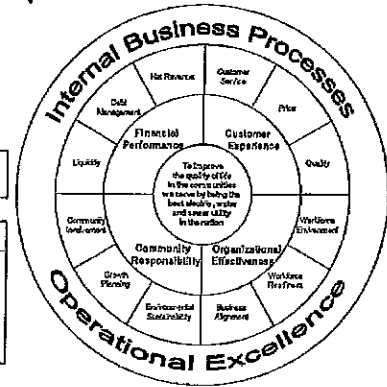 Internal Business Processes
Net Revenue
Customer
Service
Debt
Management
Price
Financial
Performance
Customer
Experience
Liquidity
Quality
To Improve
the quality of life
in the communities
we serve by being the
best electric, water
and sewer utility
in the nation
Community
Involvement
Workforce
Environment
Community
Responsibility
Organizational
Effectiveness
Growth
Planning
Workforce
Readiness
Environmental
Sustainability
Business
Alignment
Operational Excellence